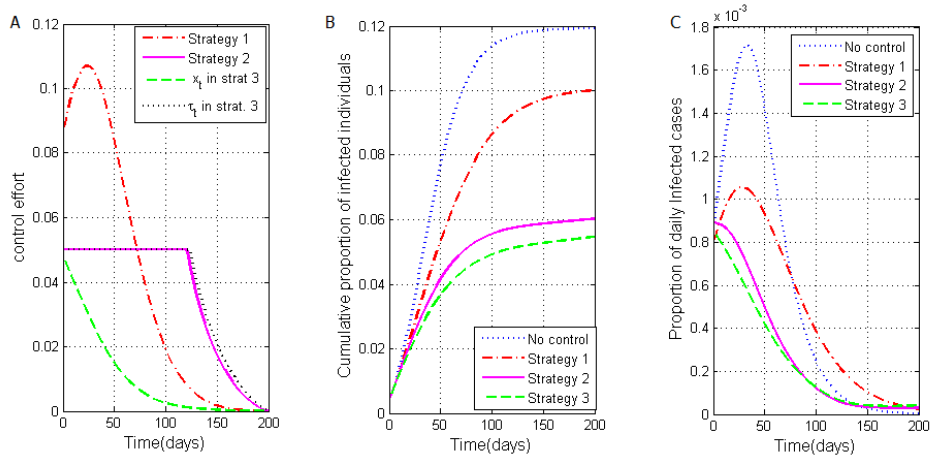 A
0.12
0.1
0.08
0.06
0.04
0.02
0
control effort
Strategy 1
Strategy 2
x_t in strat 3
τ_t in strat. 3
0 50 100 150 200
Time(days)
B
0.12
0.1
0.08
0.06
0.04
0.02
0
Cumulative proportion of infected individuals
No control
Strategy 1
Strategy 2
Strategy 3
0 50 100 150 200
Time(days)
C
x 10^-3
1.8
1.6
1.4
1.2
1
0.8
0.6
0.4
0.2
0
Proportion of daily Infected cases
No control
Strategy 1
Strategy 2
Strategy 3
0 50 100 150 200
Time(days)